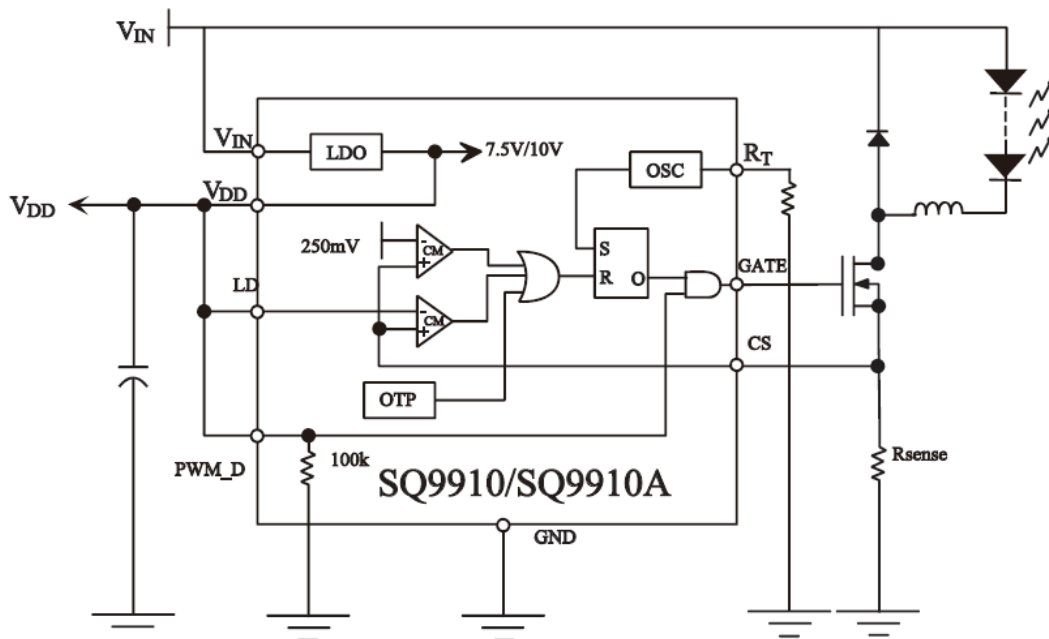 VIN
VIN
LDO
7.5V/10V
OSC
RT
VDD
VDD
250mV
CM
S
R
O
GATE
LD
CM
CS
OTP
PWM_D
100k
Rsense
SQ9910/SQ9910A
GND